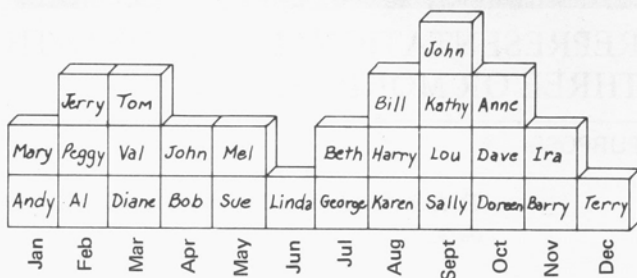 John
Jerry Tom Bill Kathy Anne
Mary Peggy Val John Mel Beth Harry Lou Dave Ira
Andy Al Diane Bob Sue Linda George Karen Sally Doreen Barry Terry
Jan Feb Mar Apr May Jun Jul Aug Sept Oct Nov Dec